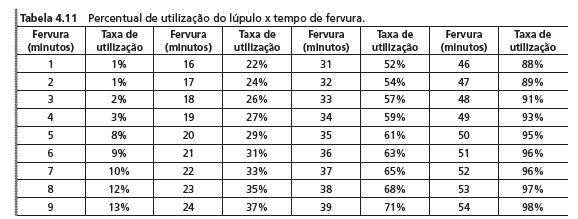 Tabela 4.11 Percentual de utilização do lúpulo x tempo de fervura.
Fervura (minutos) Taxa de utilização Fervura (minutos) Taxa de utilização Fervura (minutos) Taxa de utilização Fervura (minutos) Taxa de utilização
1 1% 16 22% 31 52% 46 88%
2 1% 17 24% 32 54% 47 89%
3 2% 18 26% 33 57% 48 91%
4 3% 19 27% 34 59% 49 93%
5 8% 20 29% 35 61% 50 95%
6 9% 21 31% 36 63% 51 96%
7 10% 22 33% 37 65% 52 96%
8 12% 23 35% 38 68% 53 97%
9 13% 24 37% 39 71% 54 98%